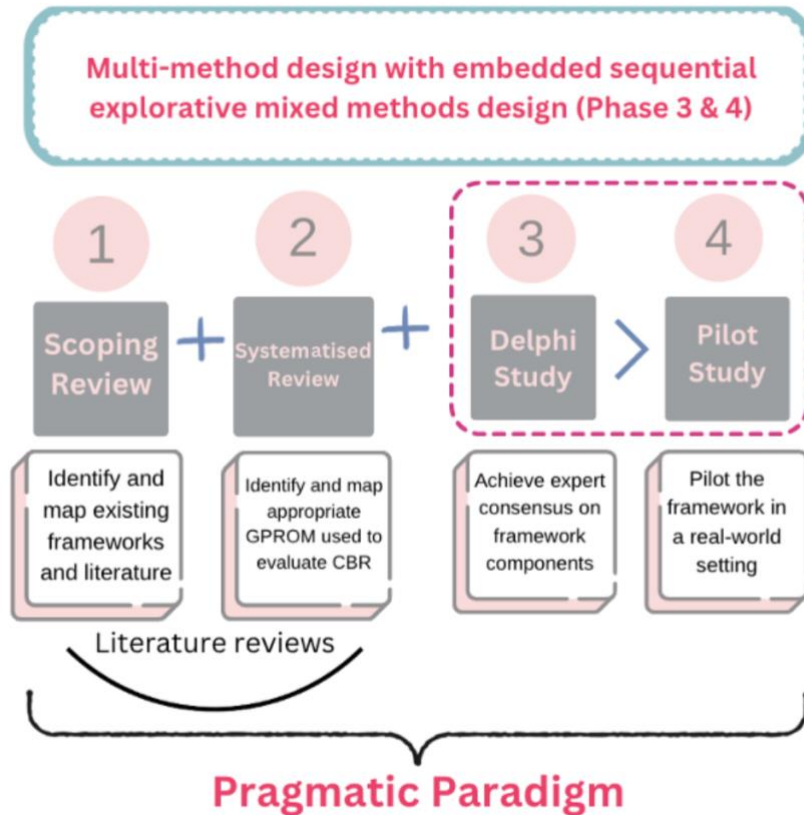 Multi-method design with embedded sequential
explorative mixed methods design (Phase 3 & 4)
1
2
3
4
Scoping
Review
+
Systematised
Review
+
Delphi
Study
>
Pilot
Study
Identify and
map existing
frameworks
and literature
Identify and map
appropriate
GPROM used to
evaluate CBR
Achieve expert
consensus on
framework
components
Pilot the
framework in
a real-world
setting
Literature reviews
Pragmatic Paradigm